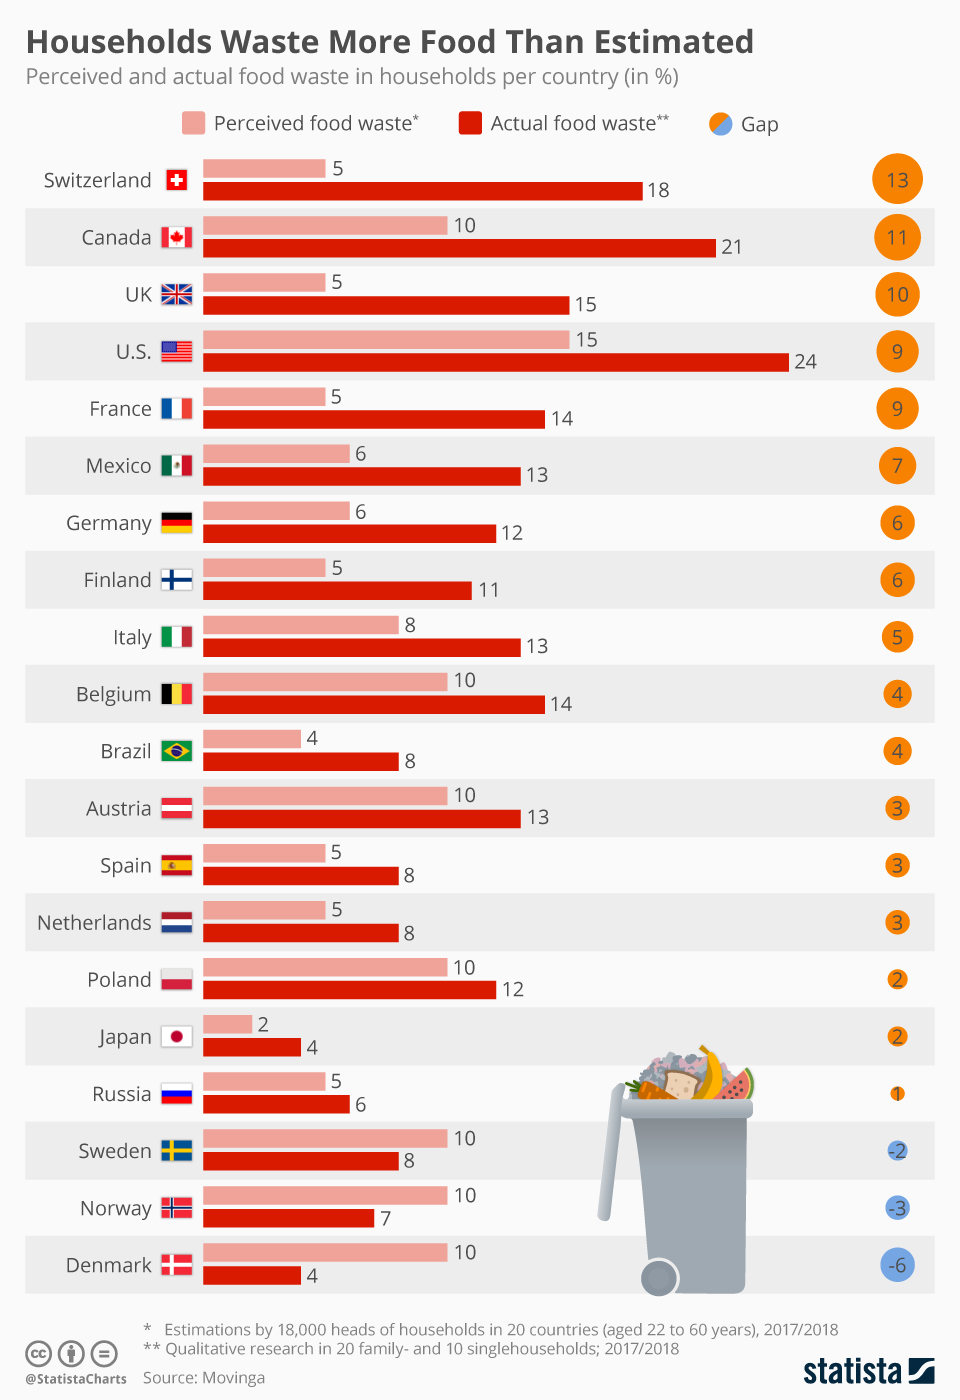 Households Waste More Food Than Estimated
Perceived and actual food waste in households per country (in %)
Perceived food waste* Actual food waste** Gap
Switzerland 5 18 13
Canada 10 21 11
UK 5 15 10
U.S. 15 24 9
France 5 14 9
Mexico 6 13 7
Germany 6 12 6
Finland 5 11 6
Italy 8 13 5
Belgium 10 14 4
Brazil 4 8 4
Austria 10 13 3
Spain 5 8 3
Netherlands 5 8 3
Poland 10 12 2
Japan 2 4 2
Russia 5 6 1
Sweden 10 8 -2
Norway 10 7 -3
Denmark 10 4 -6
* Estimations by 18,000 heads of households in 20 countries (aged 22 to 60 years), 2017/2018
** Qualitative research in 20 family- and 10 singlehouseholds; 2017/2018
cc
@StatistaCharts Source: Movinga
statista